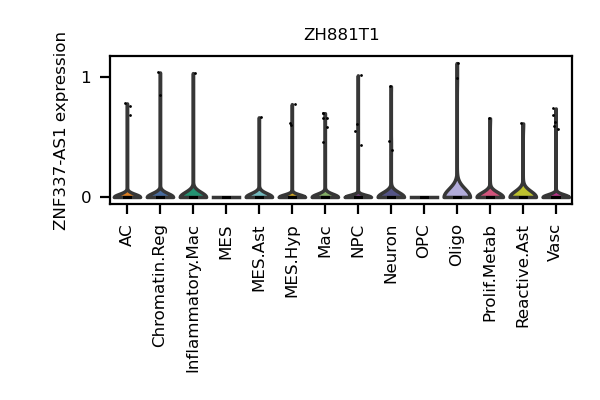 ZH881T1
ZNF337-AS1 expression
1
0
AC
Chromatin.Reg
Inflammatory.Mac
MES
MES.Ast
MES.Hyp
Mac
NPC
Neuron
OPC
Oligo
Prolif.Metab
Reactive.Ast
Vasc